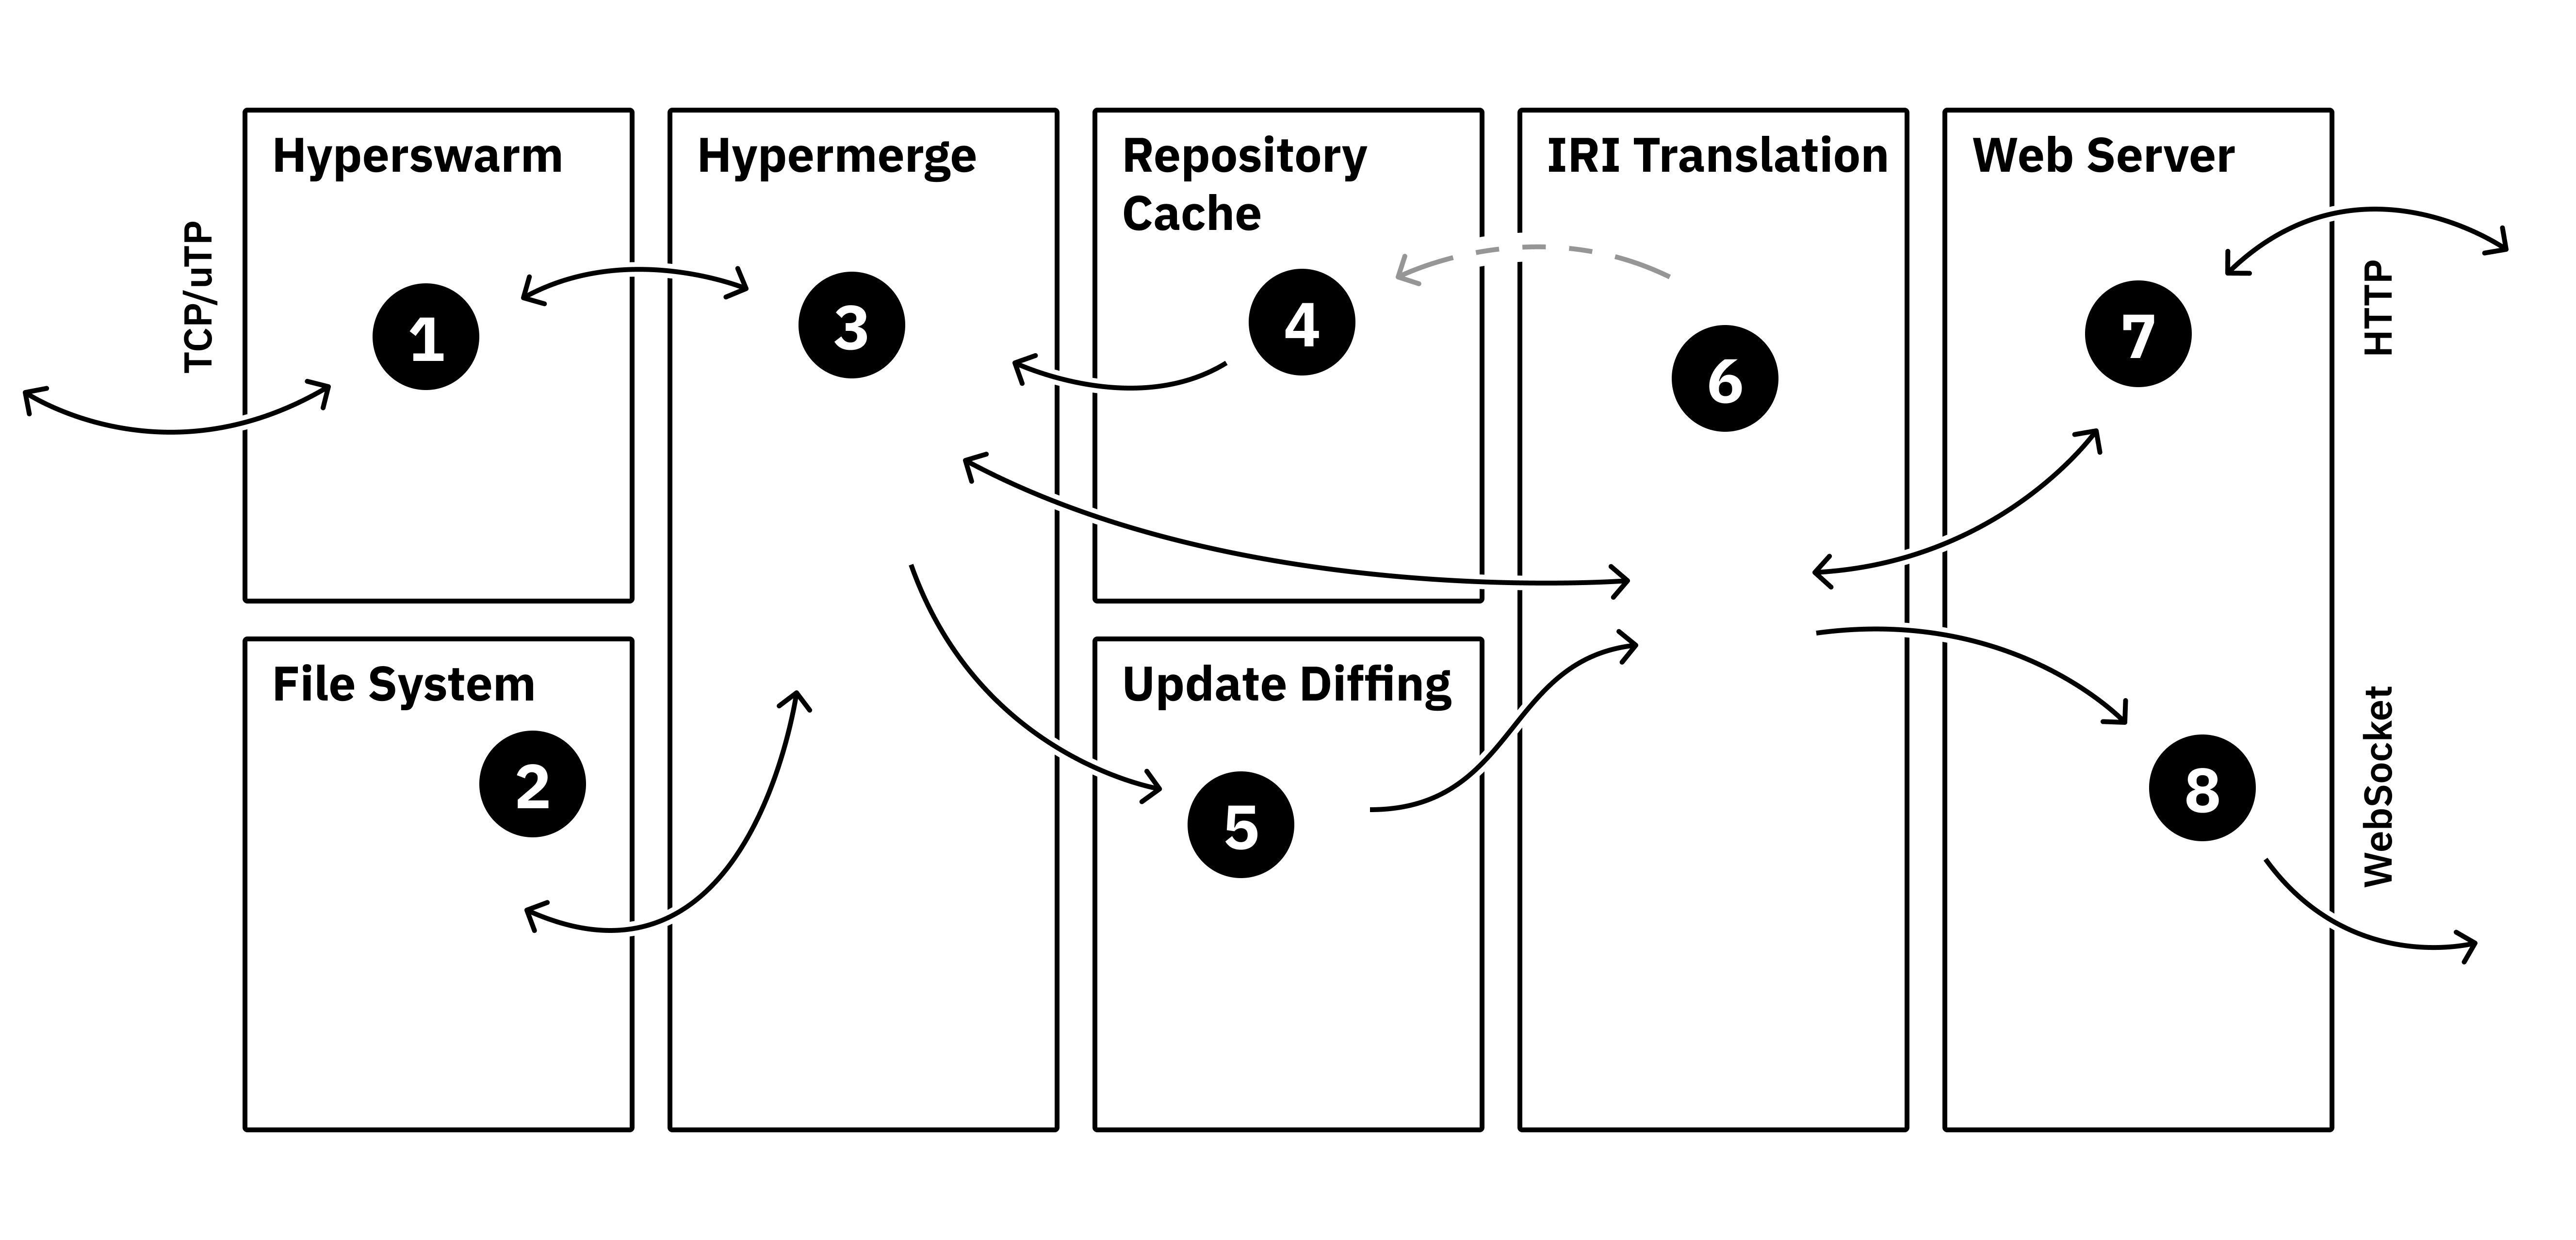 Hyperswarm
Hypermerge
Repository
Cache
IRI Translation
Web Server
TCP/uTP
1
3
4
6
7
HTTP
File System
2
Update Diffing
5
8
WebSocket